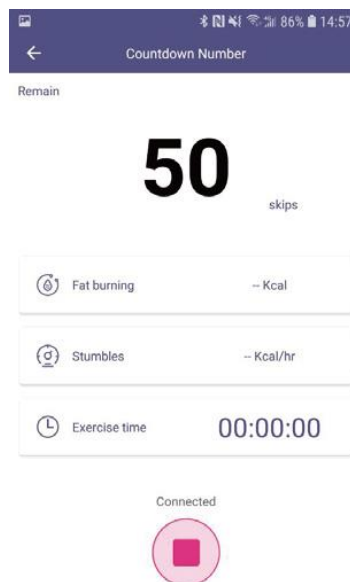 86% 14:57
Countdown Number
Remain
50
skips
Fat burning -- Kcal
Stumbles -- Kcal/hr
Exercise time 00:00:00
Connected